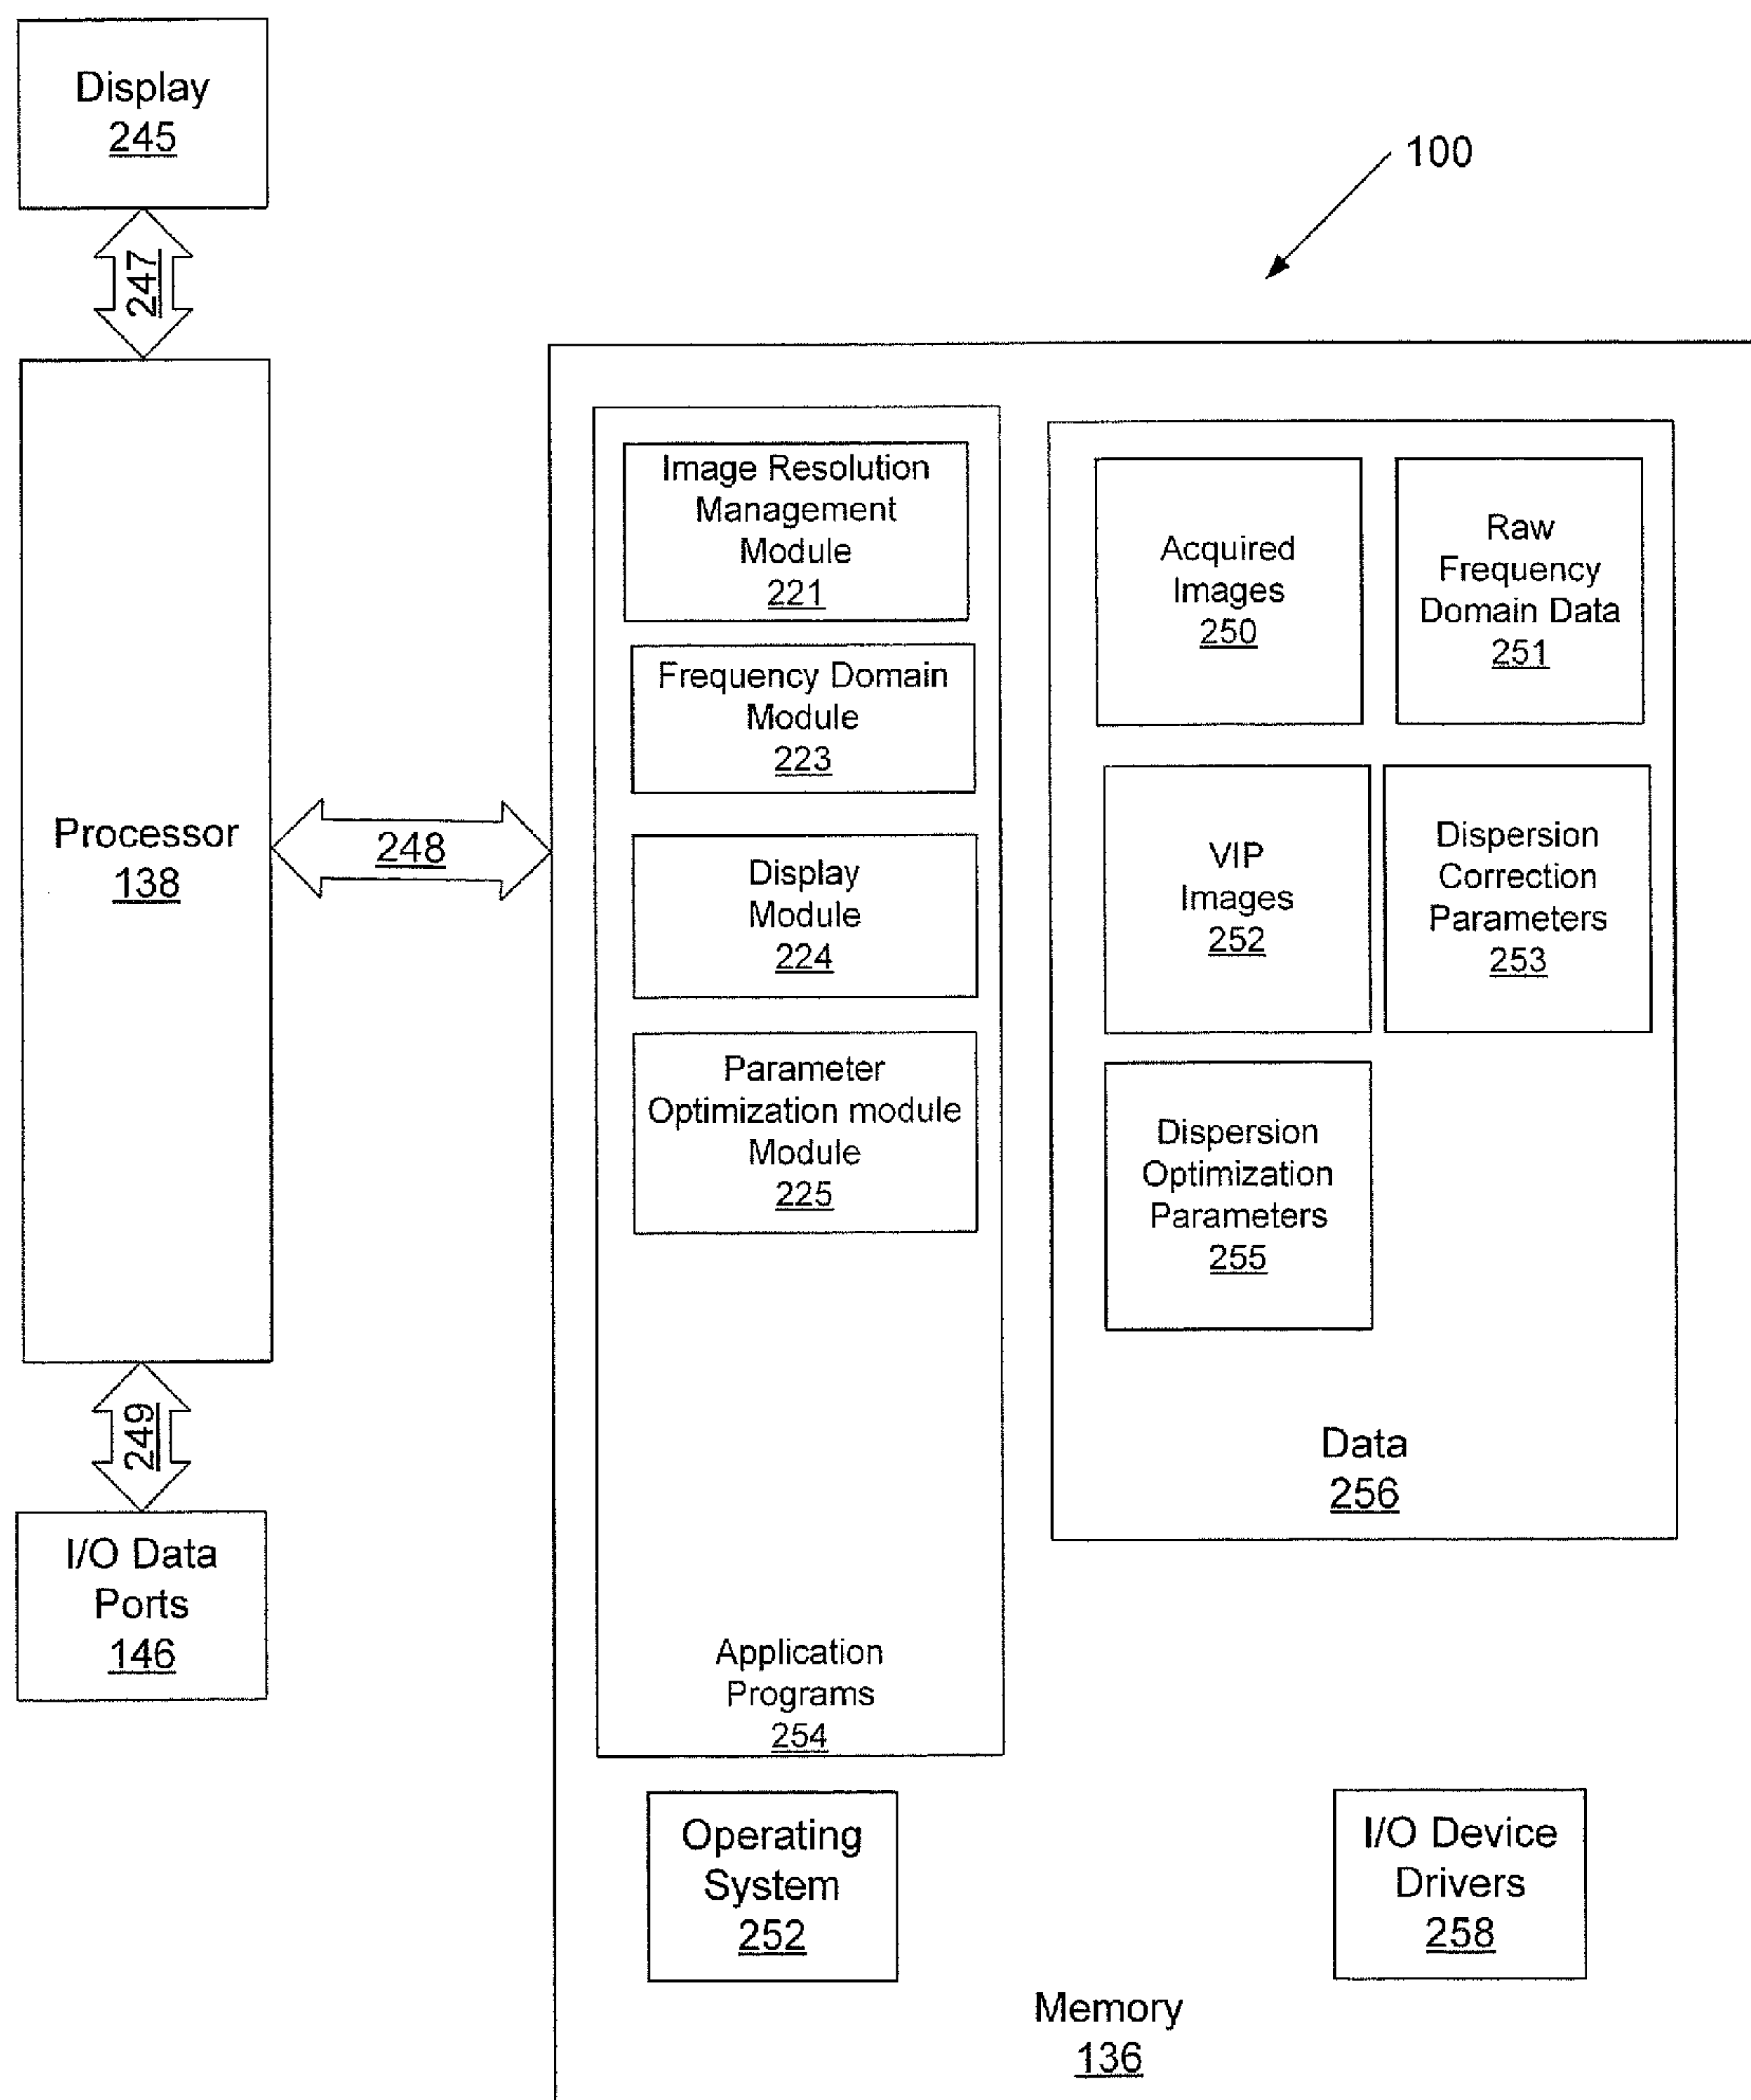 Display
245
100
247
Processor
138
248
249
I/O Data
Ports
146
Image Resolution
Management
Module
221
Frequency Domain
Module
223
Display
Module
224
Parameter
Optimization module
Module
225
Application
Programs
254
Acquired
Images
250
Raw
Frequency
Domain Data
251
VIP
Images
252
Dispersion
Correction
Parameters
253
Dispersion
Optimization
Parameters
255
Data
256
Operating
System
252
I/O Device
Drivers
258
Memory
136